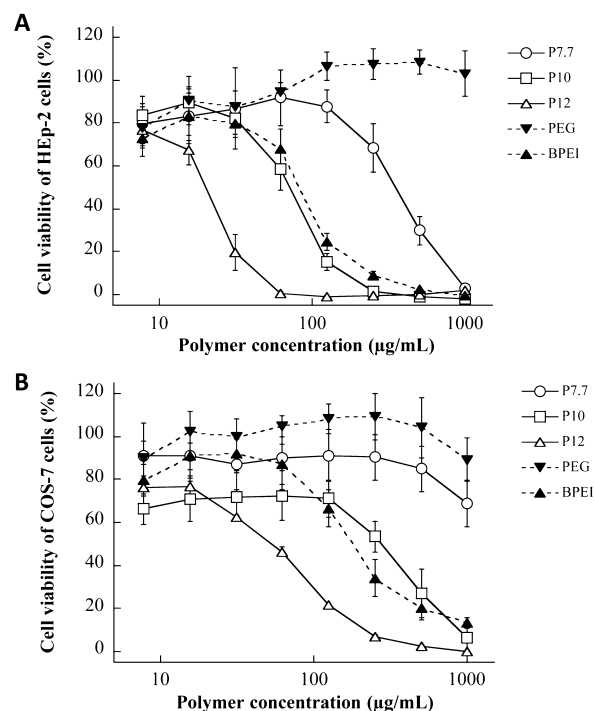 A
Cell viability of HEp-2 cells (%)
120
100
80
60
40
20
0
10
100
1000
Polymer concentration (µg/mL)
P7.7
P10
P12
PEG
BPEI
B
Cell viability of COS-7 cells (%)
120
100
80
60
40
20
0
10
100
1000
Polymer concentration (µg/mL)
P7.7
P10
P12
PEG
BPEI